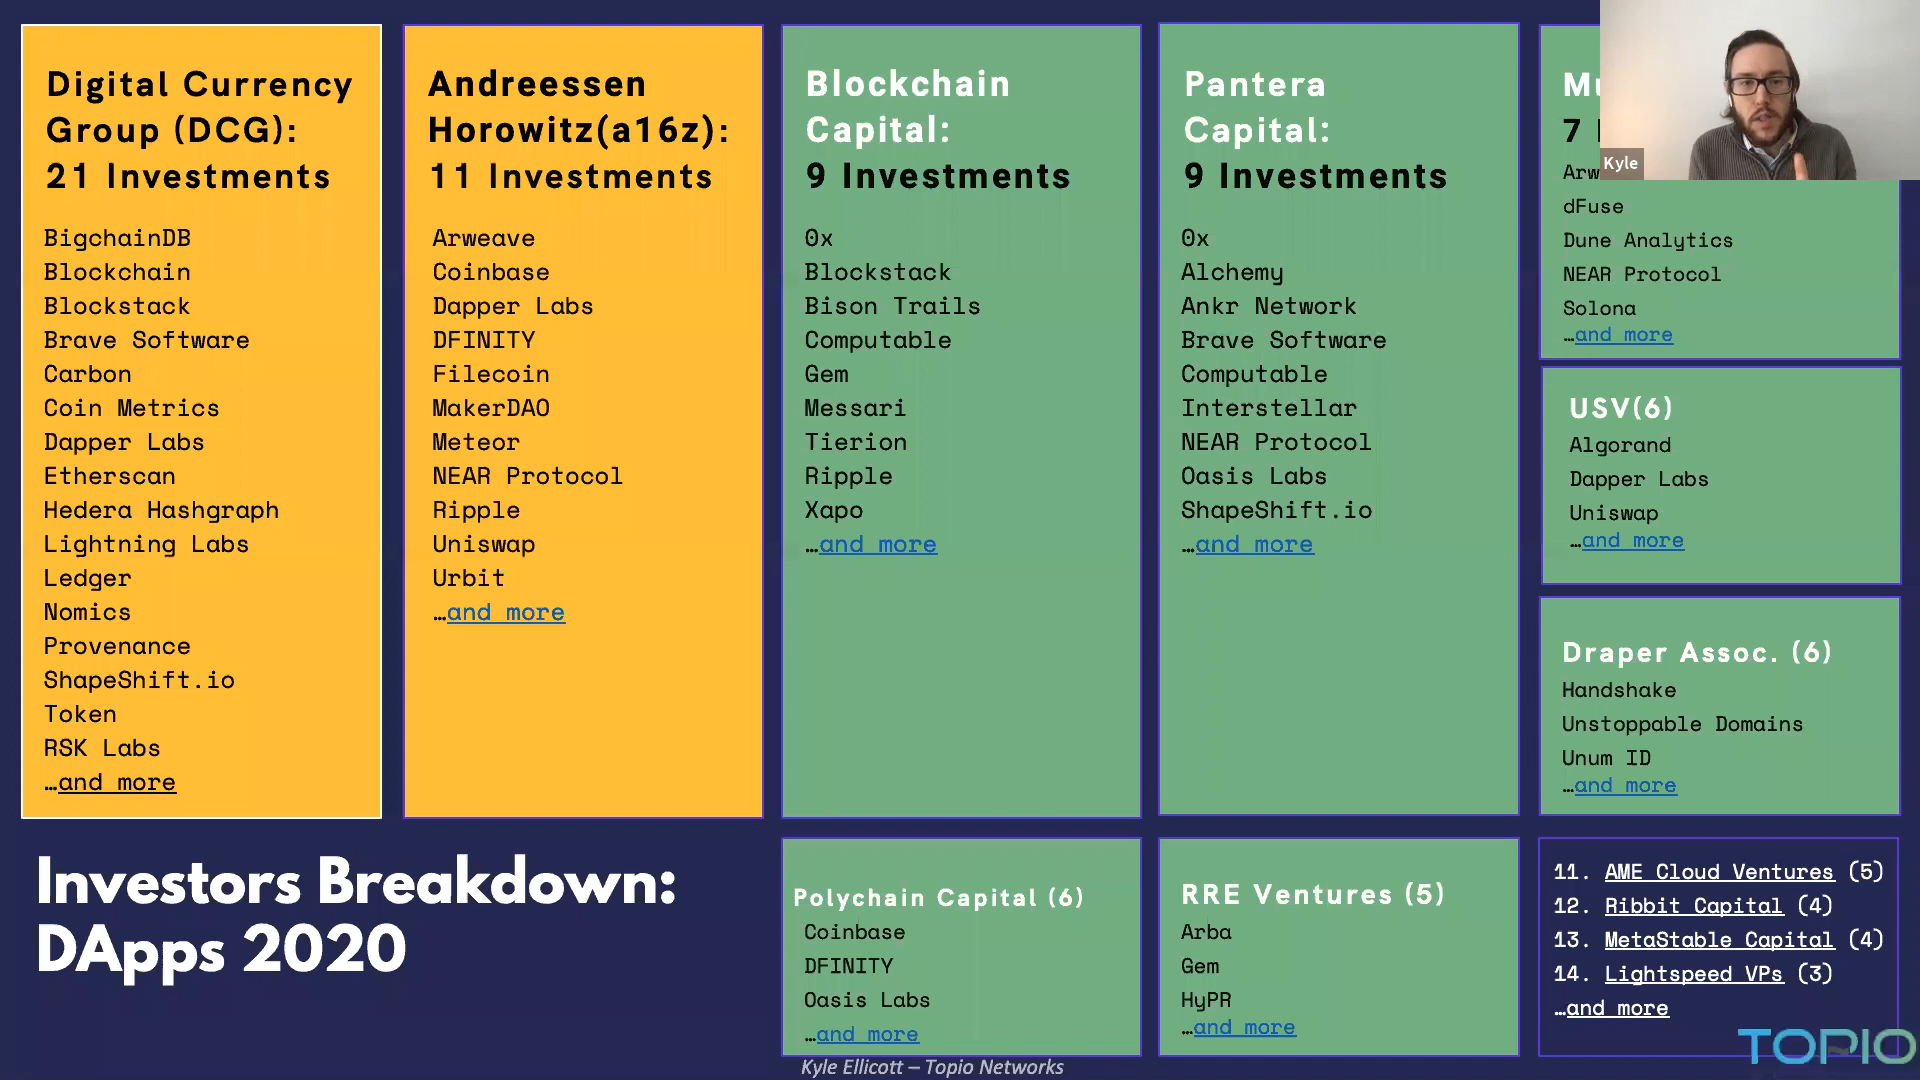 Digital Currency
Group (DCG):
21 Investments
BigchainDB
Blockchain
Blockstack
Brave Software
Carbon
Coin Metrics
Dapper Labs
Etherscan
Hedera Hashgraph
Lightning Labs
Ledger
Nomics
Provenance
ShapeShift.io
Token
RSK Labs
…and more
Andreessen
Horowitz(a16z):
11 Investments
Arweave
Coinbase
Dapper Labs
DFINITY
Filecoin
MakerDAO
Meteor
NEAR Protocol
Ripple
Uniswap
Urbit
…and more
Blockchain
Capital:
9 Investments
0x
Blockstack
Bison Trails
Computable
Gem
Messari
Tierion
Ripple
Xapo
…and more
Pantera
Capital:
9 Investments
0x
Alchemy
Ankr Network
Brave Software
Computable
Interstellar
NEAR Protocol
Oasis Labs
ShapeShift.io
…and more
7
Kyle
dFuse
Dune Analytics
NEAR Protocol
Solona
…and more
USV(6)
Algorand
Dapper Labs
Uniswap
…and more
Draper Assoc. (6)
Handshake
Unstoppable Domains
Unum ID
…and more
Investors Breakdown:
DApps 2020
Polychain Capital (6)
Coinbase
DFINITY
Oasis Labs
…and more
RRE Ventures (5)
Arba
Gem
HyPR
…and more
11. AME Cloud Ventures (5)
12. Ribbit Capital (4)
13. MetaStable Capital (4)
14. Lightspeed VPs (3)
…and more
TOPIO
Kyle Ellicott – Topio Networks